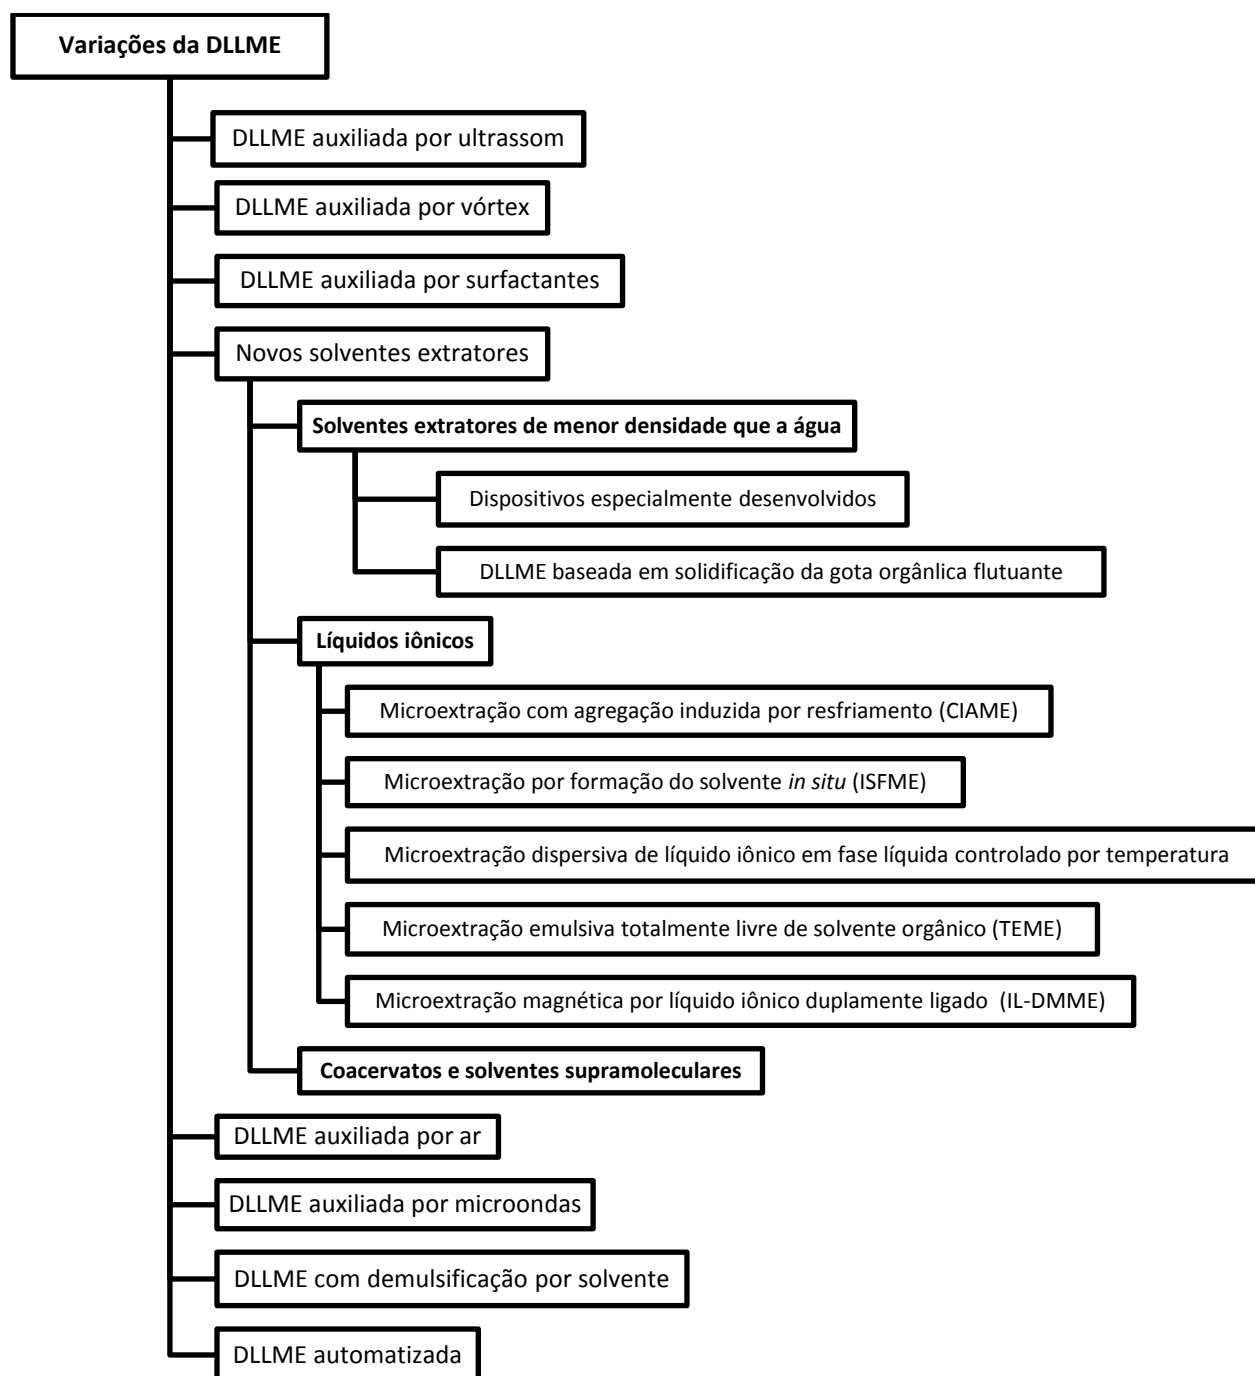 Variações da DLLME
DLLME auxiliada por ultrassom
DLLME auxiliada por vórtex
DLLME auxiliada por surfactantes
Novos solventes extratores
Solventes extratores de menor densidade que a água
Dispositivos especialmente desenvolvidos
DLLME baseada em solidificação da gota orgânlica flutuante
Líquidos iônicos
Microextração com agregação induzida por resfriamento (CIAME)
Microextração por formação do solvente in situ (ISFME)
Microextração dispersiva de líquido iônico em fase líquida controlado por temperatura
Microextração emulsiva totalmente livre de solvente orgânico (TEME)
Microextração magnética por líquido iônico duplamente ligado (IL-DMME)
Coacervatos e solventes supramoleculares
DLLME auxiliada por ar
DLLME auxiliada por microondas
DLLME com demulsificação por solvente
DLLME automatizada